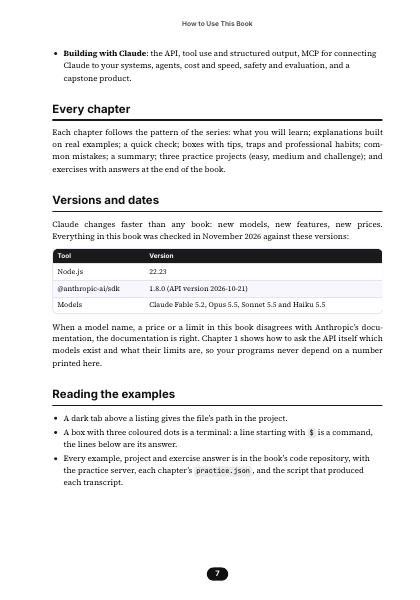 How to Use This Book
• Building with Claude: the API, tool use and structured output, MCP for connecting
Claude to your systems, agents, cost and speed, safety and evaluation, and a
capstone product.
Every chapter
Each chapter follows the pattern of the series: what you will learn; explanations built
on real examples; a quick check; boxes with tips, traps and professional habits; com-
mon mistakes; a summary; three practice projects (easy, medium and challenge); and
exercises with answers at the end of the book.
Versions and dates
Claude changes faster than any book: new models, new features, new prices.
Everything in this book was checked in November 2026 against these versions:
Tool Version
Node.js 22.23
@anthropic-ai/sdk 1.8.0 (API version 2026-10-21)
Models Claude Fable 5.2, Opus 5.5, Sonnet 5.5 and Haiku 5.5
When a model name, a price or a limit in this book disagrees with Anthropic's docu-
mentation, the documentation is right. Chapter 1 shows how to ask the API itself which
models exist and what their limits are, so your programs never depend on a number
printed here.
Reading the examples
• A dark tab above a listing gives the file's path in the project.
• A box with three coloured dots is a terminal: a line starting with $ is a command,
the lines below are its answer.
• Every example, project and exercise answer is in the book's code repository, with
the practice server, each chapter's practice.json, and the script that produced
each transcript.
7